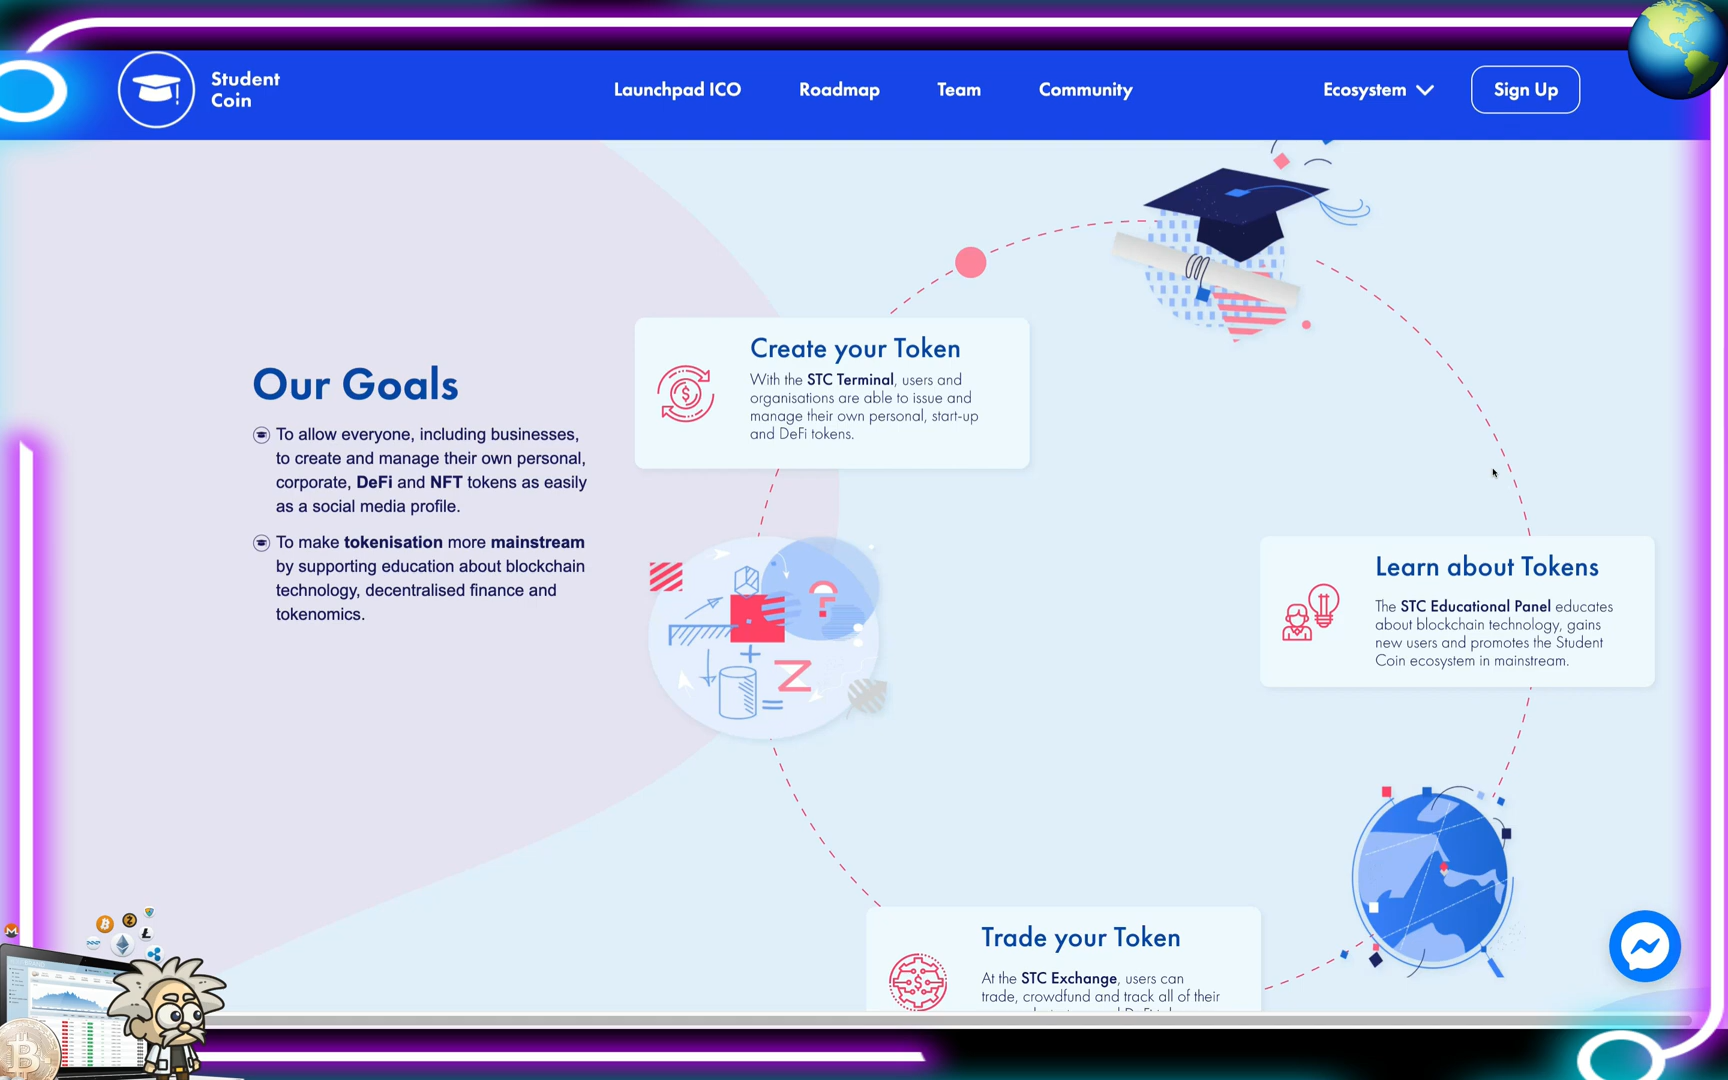 Student
Coin
Launchpad ICO
Roadmap
Team
Community
Ecosystem
Sign Up
Our Goals
To allow everyone, including businesses,
to create and manage their own personal,
corporate, DeFi and NFT tokens as easily
as a social media profile.
To make tokenisation more mainstream
by supporting education about blockchain
technology, decentralised finance and
tokenomics.
Create your Token
With the STC Terminal, users and
organisations are able to issue and
manage their own personal, start-up
and DeFi tokens.
Learn about Tokens
The STC Educational Panel educates
about blockchain technology, gains
new users and promotes the Student
Coin ecosystem in mainstream.
Trade your Token
At the STC Exchange, users can
trade, crowdfund and track all of their